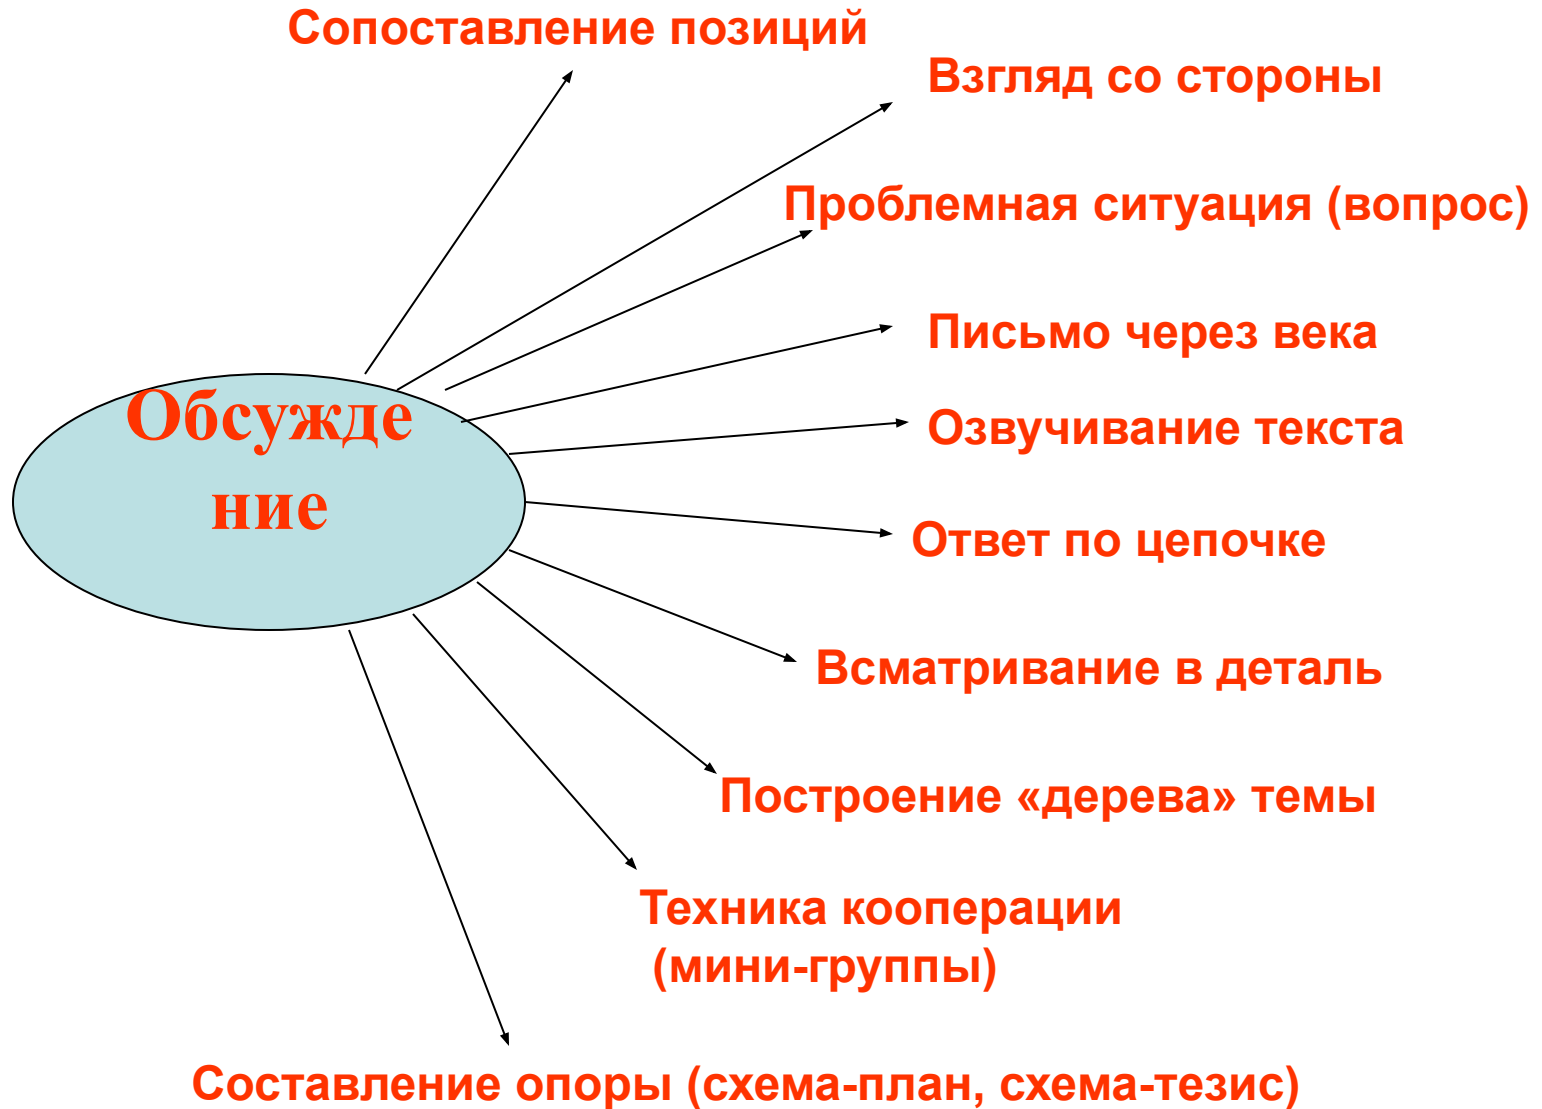 Сопоставление позиций
Взгляд со стороны
Проблемная ситуация (вопрос)
Письмо через века
Обсужде
ние
Озвучивание текста
Ответ по цепочке
Всматривание в деталь
Построение «дерева» темы
Техника кооперации
(мини-группы)
Составление опоры (схема-план, схема-тезис)